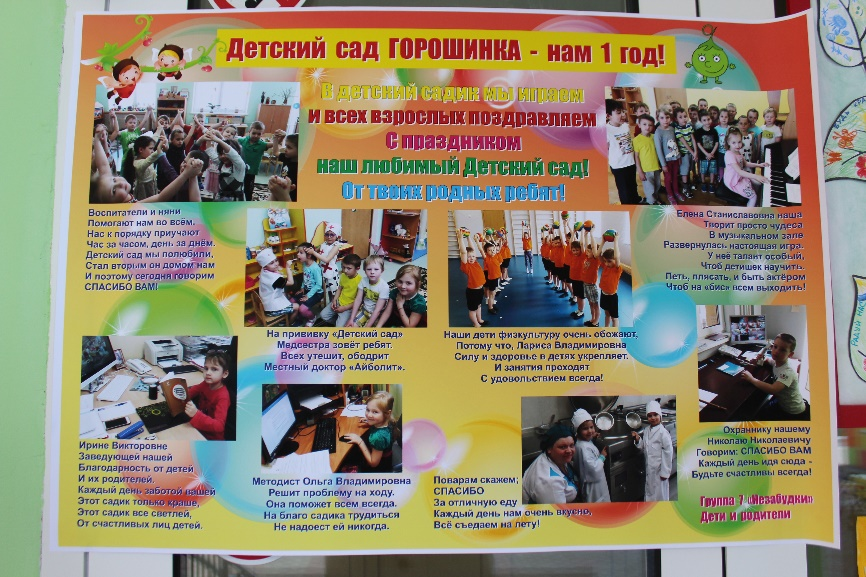 Детский сад ГОРОШИНКА - нам 1 год!
В детский садик мы играем
и всех взрослых поздравляем
С праздником
наш любимый Детский сад!
От твоих родных ребят!
Воспитатели и няни
Помогают нам во всём.
Нас к порядку приучают
Час за часом, день за днём.
Детский сад мы полюбили,
Стал вторым он домом нам
И поэтому сегодня говорим
СПАСИБО ВАМ!
Елена Станиславовна наша
Творит просто чудеса
В музыкальном зале
Развернулась настоящая игра.
У неё талант особый,
Чтоб детишек научить.
Петь, плясать, и быть актёром
Чтоб на «бис» всем выходить!
На прививку «Детский сад»
Медсестра зовёт ребят.
Всех утешит, ободрит
Местный доктор «Айболит».
Наши дети физкультуру очень обожают,
Потому что, Лариса Владимировна
Силу и здоровье в детях укрепляет.
И занятия проходят
С удовольствием всегда!
Ирине Викторовне
Заведующей нашей
Благодарность от детей
И их родителей.
Каждый день заботой вашей
Этот садик только краше,
Этот сад все светлей,
От счастливых лиц детей.
Методист Ольга Владимировна
Решит проблему на ходу.
Она поможет всем всегда.
На благо садика трудиться
Не надоест ей никогда.
Поварам скажем;
СПАСИБО
За отличную еду
Каждый день нам очень вкусно,
Всё съедаем на лету!
Охраннику нашему
Николаю Николаевичу
Говорим: СПАСИБО ВАМ
Каждый день идя сюда -
Будьте счастливы всегда!
Группа 7 «Незабудки»
Дети и родители